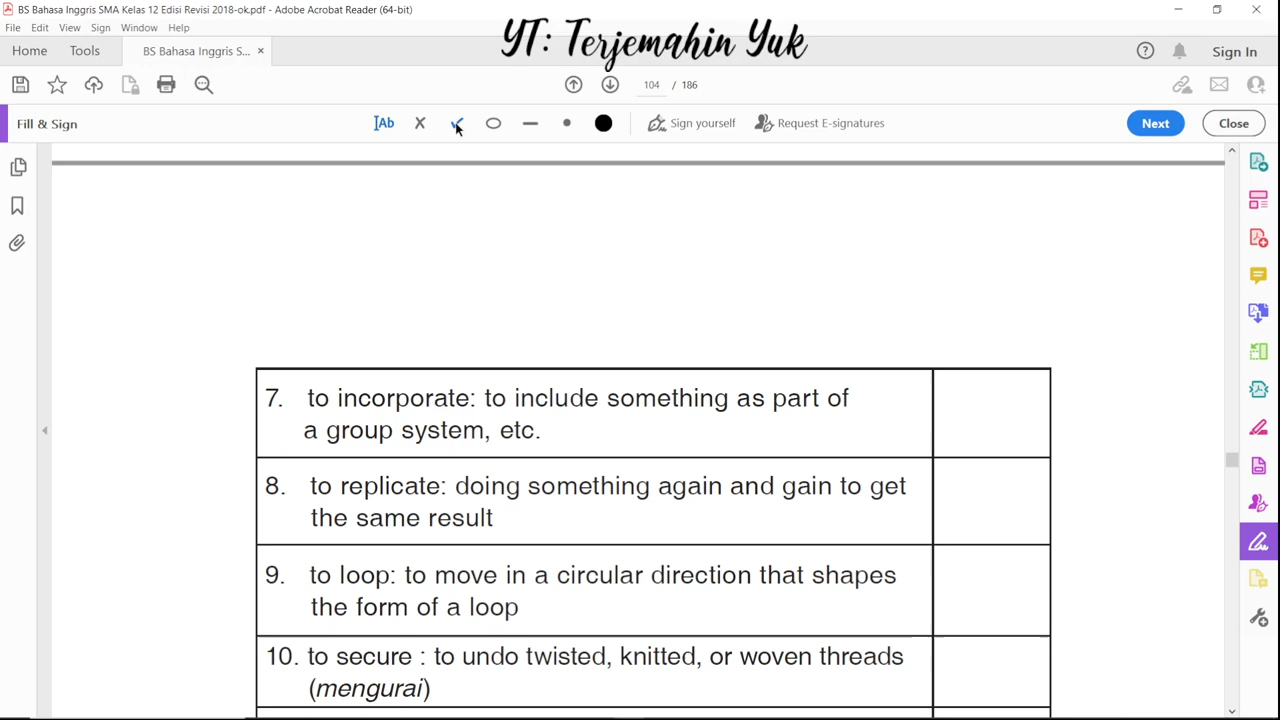 BS Bahasa Inggris SMA Kelas 12 Edisi Revisi 2018-ok.pdf - Adobe Acrobat Reader (64-bit)
YT: Terjemahin Yuk
File Edit View Sign Window Help
Home Tools BS Bahasa Inggris S... × Sign In
104 / 186
Fill & Sign IAb Sign yourself Request E-signatures Next Close
7. to incorporate: to include something as part of
a group system, etc.
8. to replicate: doing something again and gain to get
the same result
9. to loop: to move in a circular direction that shapes
the form of a loop
10. to secure : to undo twisted, knitted, or woven threads
(mengurai)